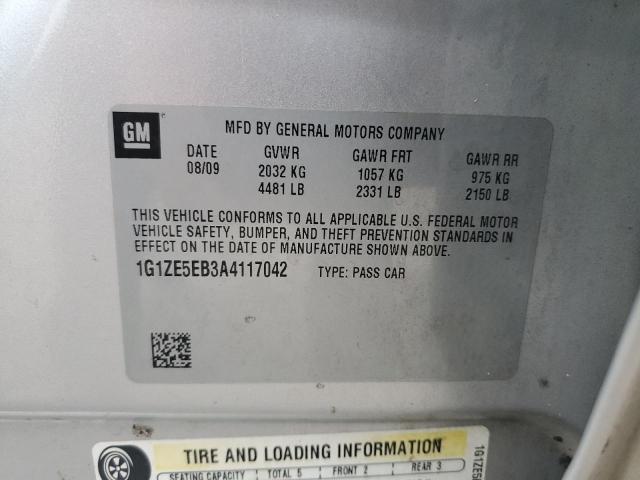 GM
MFD BY GENERAL MOTORS COMPANY
DATE GVWR GAWR FRT GAWR RR
08/09 2032 KG 1057 KG 975 KG
4481 LB 2331 LB 2150 LB
THIS VEHICLE CONFORMS TO ALL APPLICABLE U.S. FEDERAL MOTOR
VEHICLE SAFETY, BUMPER, AND THEFT PREVENTION STANDARDS IN
EFFECT ON THE DATE OF MANUFACTURE SHOWN ABOVE.
1G1ZE5EB3A4117042 TYPE: PASS CAR
TIRE AND LOADING INFORMATION
SEATING CAPACITY TOTAL 5 FRONT 2 REAR 3
1G1ZE5